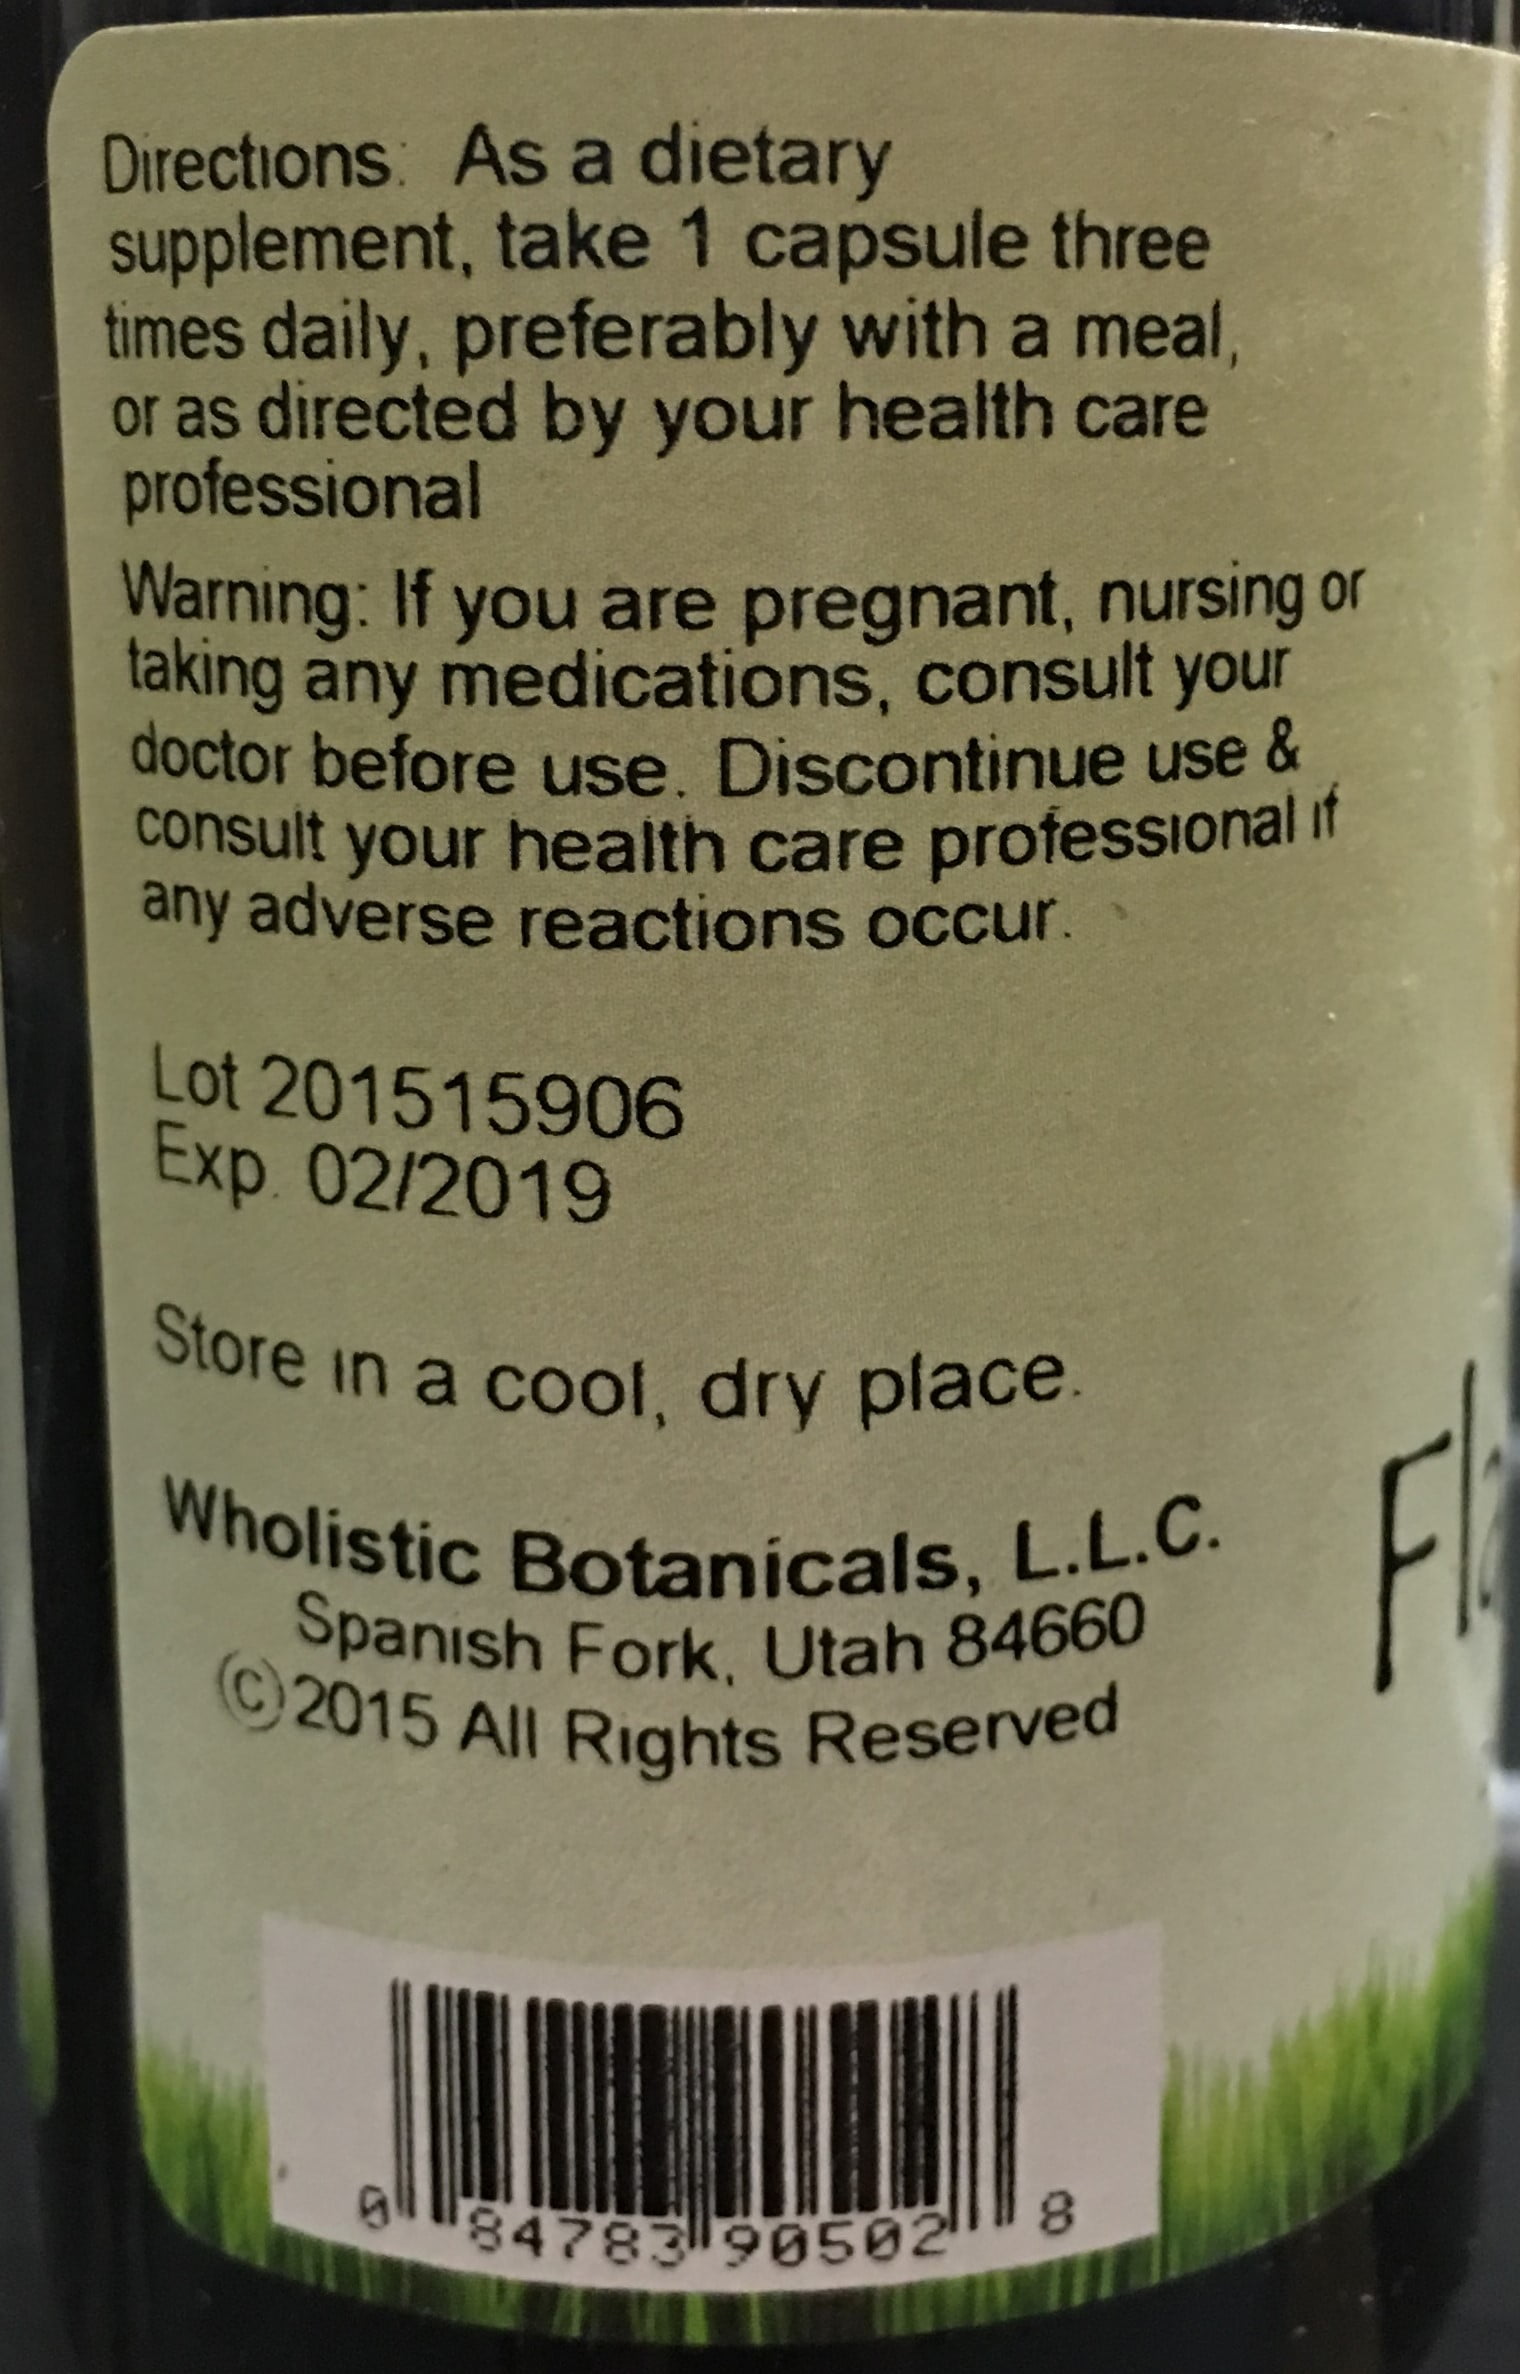 Directions: As a dietary
supplement, take 1 capsule three
times daily, preferably with a meal,
or as directed by your health care
professional
Warning: If you are pregnant, nursing or
taking any medications, consult your
doctor before use. Discontinue use &
consult your health care professional if
any adverse reactions occur.
Lot 201515906
Exp. 02/2019
Store in a cool, dry place.
Wholistic Botanicals, L.L.C.
Spanish Fork, Utah 84660
©2015 All Rights Reserved
0 84783 90502 8